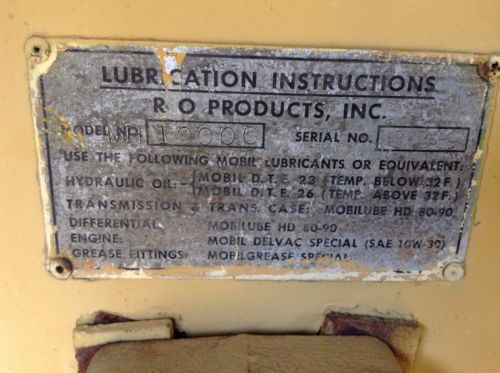 LUBRICATION INSTRUCTIONS
R O PRODUCTS, INC.
MODEL NO. 1000C SERIAL NO.
USE THE FOLLOWING MOBIL LUBRICANTS OR EQUIVALENT:
HYDRAULIC OIL: MOBIL D.T.E. 23 (TEMP. BELOW 32 F.)
MOBIL D.T.E. 26 (TEMP. ABOVE 32 F.)
TRANSMISSION & TRANS. CASE: MOBILUBE HD 80-90
DIFFERENTIAL MOBILUBE HD 80-90
ENGINE: MOBIL DELVAC SPECIAL (SAE 10W-30)
GREASE FITTINGS: MOBILGREASE SPECIAL